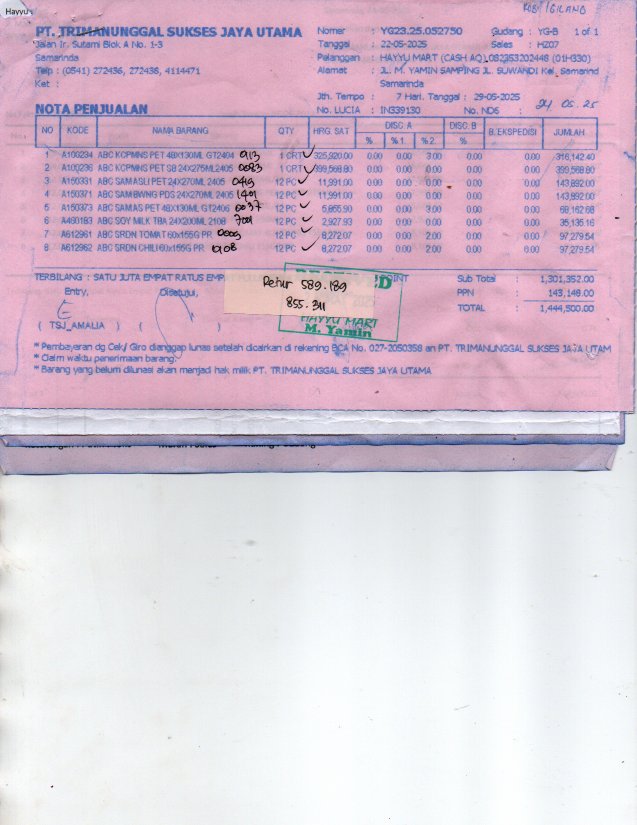 Hayyu
ROBY/GILANG
PT. TRIMANUNGGAL SUKSES JAYA UTAMA
Jalan Ir. Sutami Blok A No. 1-3
Samarinda
Telp : (0541) 272436, 272438, 4114471
Ket :
Nomer : YG23.25.052750 Gudang : YG-B 1 of 1
Tanggal : 22-05-2025 Sales : HZ07
Pelanggan : HAYYU MART (CASH AQ) 082353202448 (01H330)
Alamat : JL. M. YAMIN SAMPING JL. SUWANDI Kel. Samarind
Samarinda
Jth. Tempo : 7 Hari. Tanggal : 29-05-2025
No. LUCIA : IN339130 No. ND6 :
24 05.25
NOTA PENJUALAN
NO KODE NAMA BARANG QTY HRG. SAT DISC. A DISC. B B.EKSPEDISI JUMLAH
% % 1 % 2 %
1 A100234 ABC KCPMNS PET 48X130ML GT2404 0913 1 CRT 325,920.00 0.00 0.00 3.00 0.00 0.00 316,142.40
2 A100236 ABC KCPMNS PET SB 24X275ML 2405 0083 1 CRT 399,568.80 0.00 0.00 0.00 0.00 0.00 399,568.80
3 A150331 ABC SAM ASLI PET 24X270ML 2405 0419 12 PC 11,991.00 0.00 0.00 0.00 0.00 0.00 143,892.00
4 A150371 ABC SAM BWNG PDS 24X270ML 2405 1401 12 PC 11,991.00 0.00 0.00 0.00 0.00 0.00 143,892.00
5 A150373 ABC SAM AS PET 48X130ML GT2406 0037 12 PC 5,855.90 0.00 0.00 3.00 0.00 0.00 68,162.68
6 A430183 ABC SOY MILK TBA 24X200ML 2108 7001 12 PC 2,927.93 0.00 0.00 0.00 0.00 0.00 35,135.16
7 A612961 ABC SRDN TOMAT 60x155G PR 0009 12 PC 8,272.07 0.00 0.00 2.00 0.00 0.00 97,279.54
8 A612962 ABC SRDN CHILI 60x155G PR 0108 12 PC 8,272.07 0.00 0.00 2.00 0.00 0.00 97,279.54
TERBILANG : SATU JUTA EMPAT RATUS EMP
Sub Total : 1,301,352.00
PPN : 143,148.00
TOTAL : 1,444,500.00
Entry, Disetujui,
Retur 589.189
855.311
RECEIVED
HAYYU MART
M. Yamin
( TSJ_AMALIA ) ( )
* Pembayaran dg Cek/ Giro dianggap lunas setelah dicairkan di rekening BCA No. 027-2050358 an PT. TRIMANUNGGAL SUKSES JAYA UTAM
* Claim waktu penerimaan barang.
* Barang yang belum dilunasi akan menjadi hak milik PT. TRIMANUNGGAL SUKSES JAYA UTAMA